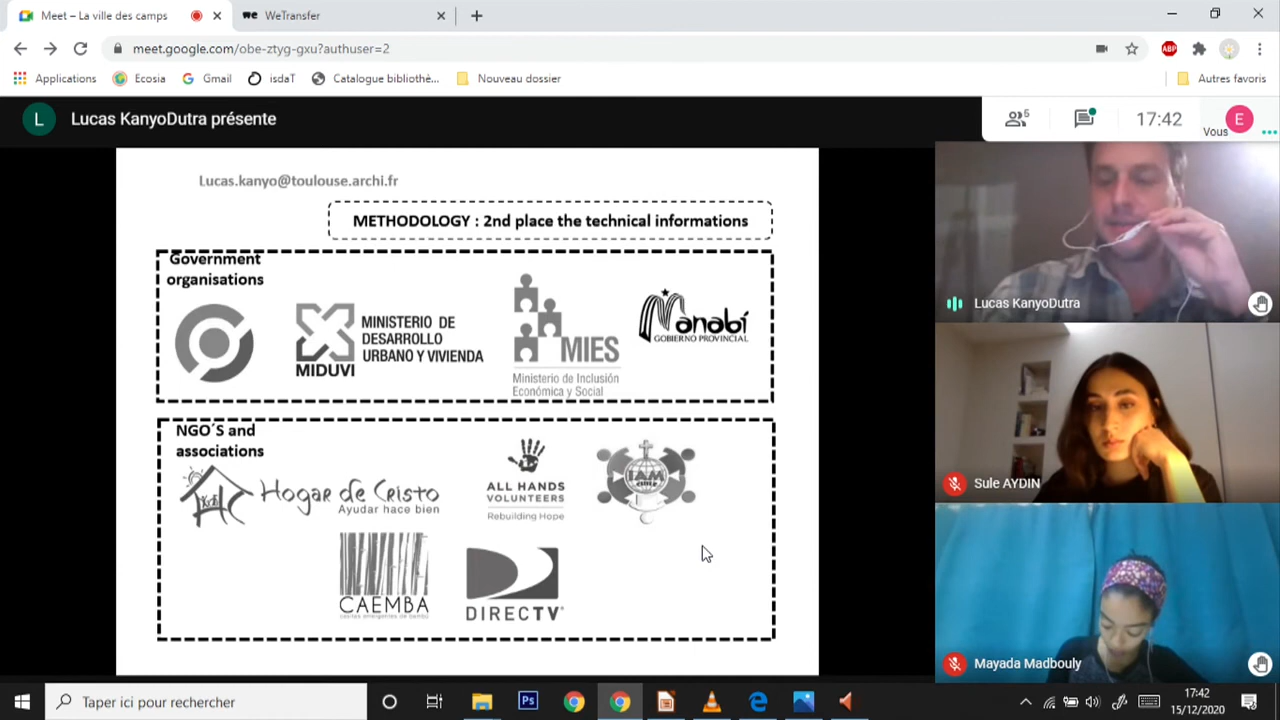 Meet – La ville des camps
WeTransfer
meet.google.com/obe-ztyg-gxu?authuser=2
ABP
Applications
Ecosia
Gmail
isdaT
Catalogue bibliothé...
Nouveau dossier
Autres favoris
L
Lucas KanyoDutra présente
5
17:42
Vous
E
Lucas.kanyo@toulouse.archi.fr
METHODOLOGY : 2nd place the technical informations
Government
organisations
MIDUVI
MINISTERIO DE
DESARROLLO
URBANO Y VIVIENDA
MIES
Ministerio de Inclusión
Económica y Social
Manabí
GOBIERNO PROVINCIAL
NGO´S and
associations
Hogar de Cristo
Ayudar hace bien
ALL HANDS
VOLUNTEERS
Rebuilding Hope
IAM
CAEMBA
DIRECTV
Lucas KanyoDutra
Sule AYDIN
Mayada Madbouly
Taper ici pour rechercher
Ps
17:42
15/12/2020